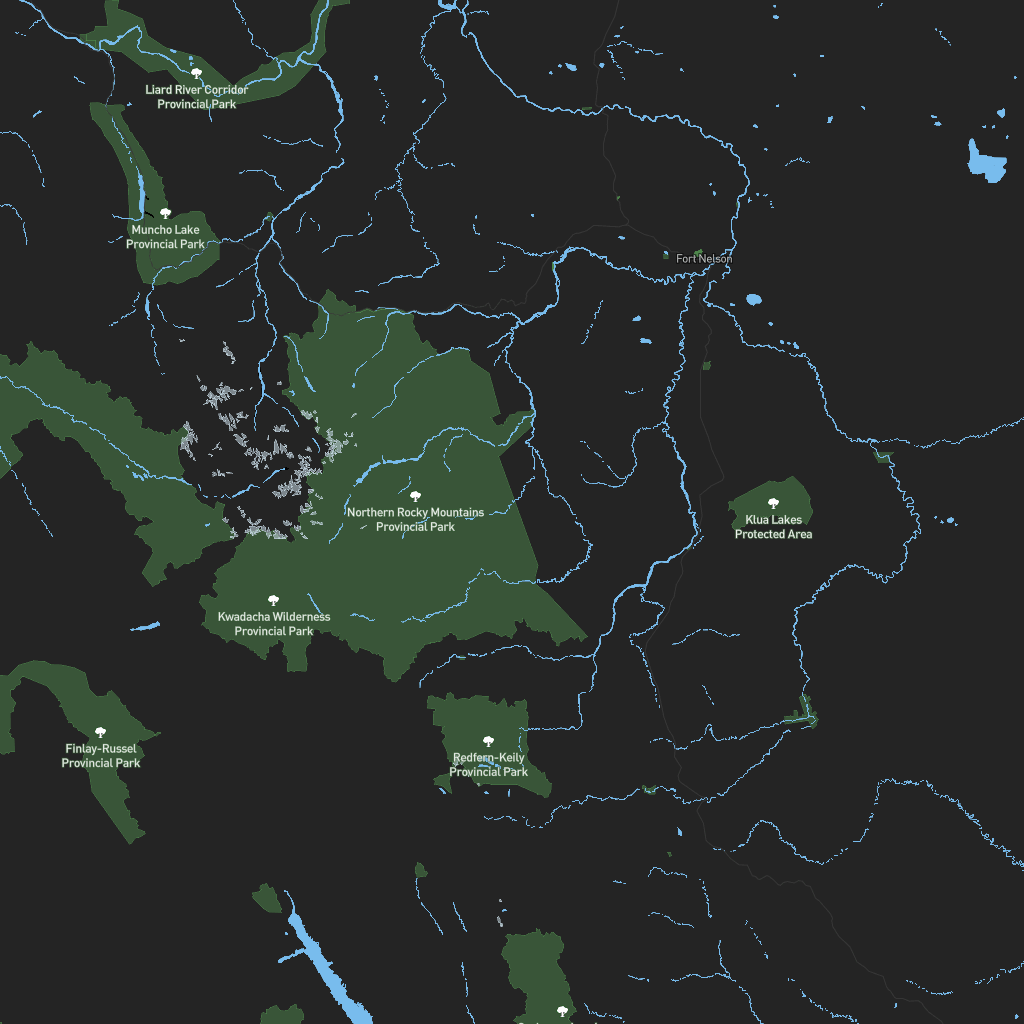 Liard River Corridor
Provincial Park
Muncho Lake
Provincial Park
Fort Nelson
Northern Rocky Mountains
Provincial Park
Klua Lakes
Protected Area
Kwadacha Wilderness
Provincial Park
Finlay-Russel
Provincial Park
Redfern-Keily
Provincial Park